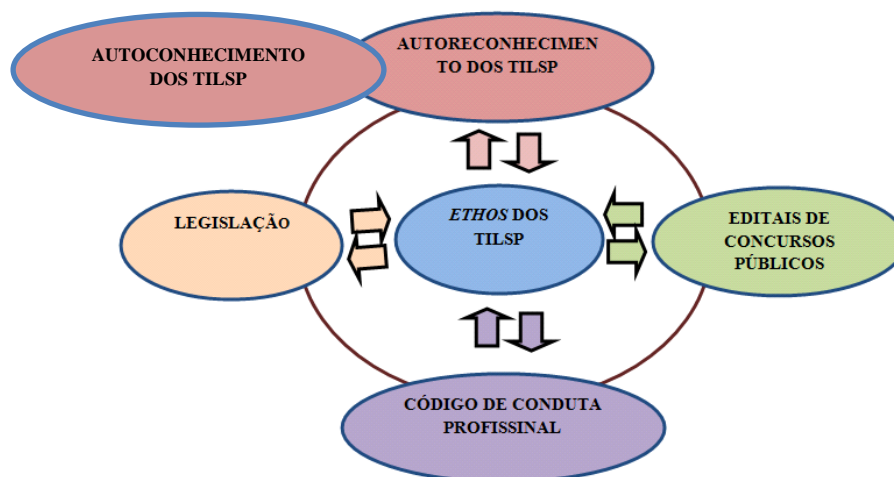 AUTOCONHECIMENTO
DOS TILSP
AUTORECONHECIMEN
TO DOS TILSP
LEGISLAÇÃO
ETHOS DOS
TILSP
EDITAIS DE
CONCURSOS
PÚBLICOS
CÓDIGO DE CONDUTA
PROFISSINAL